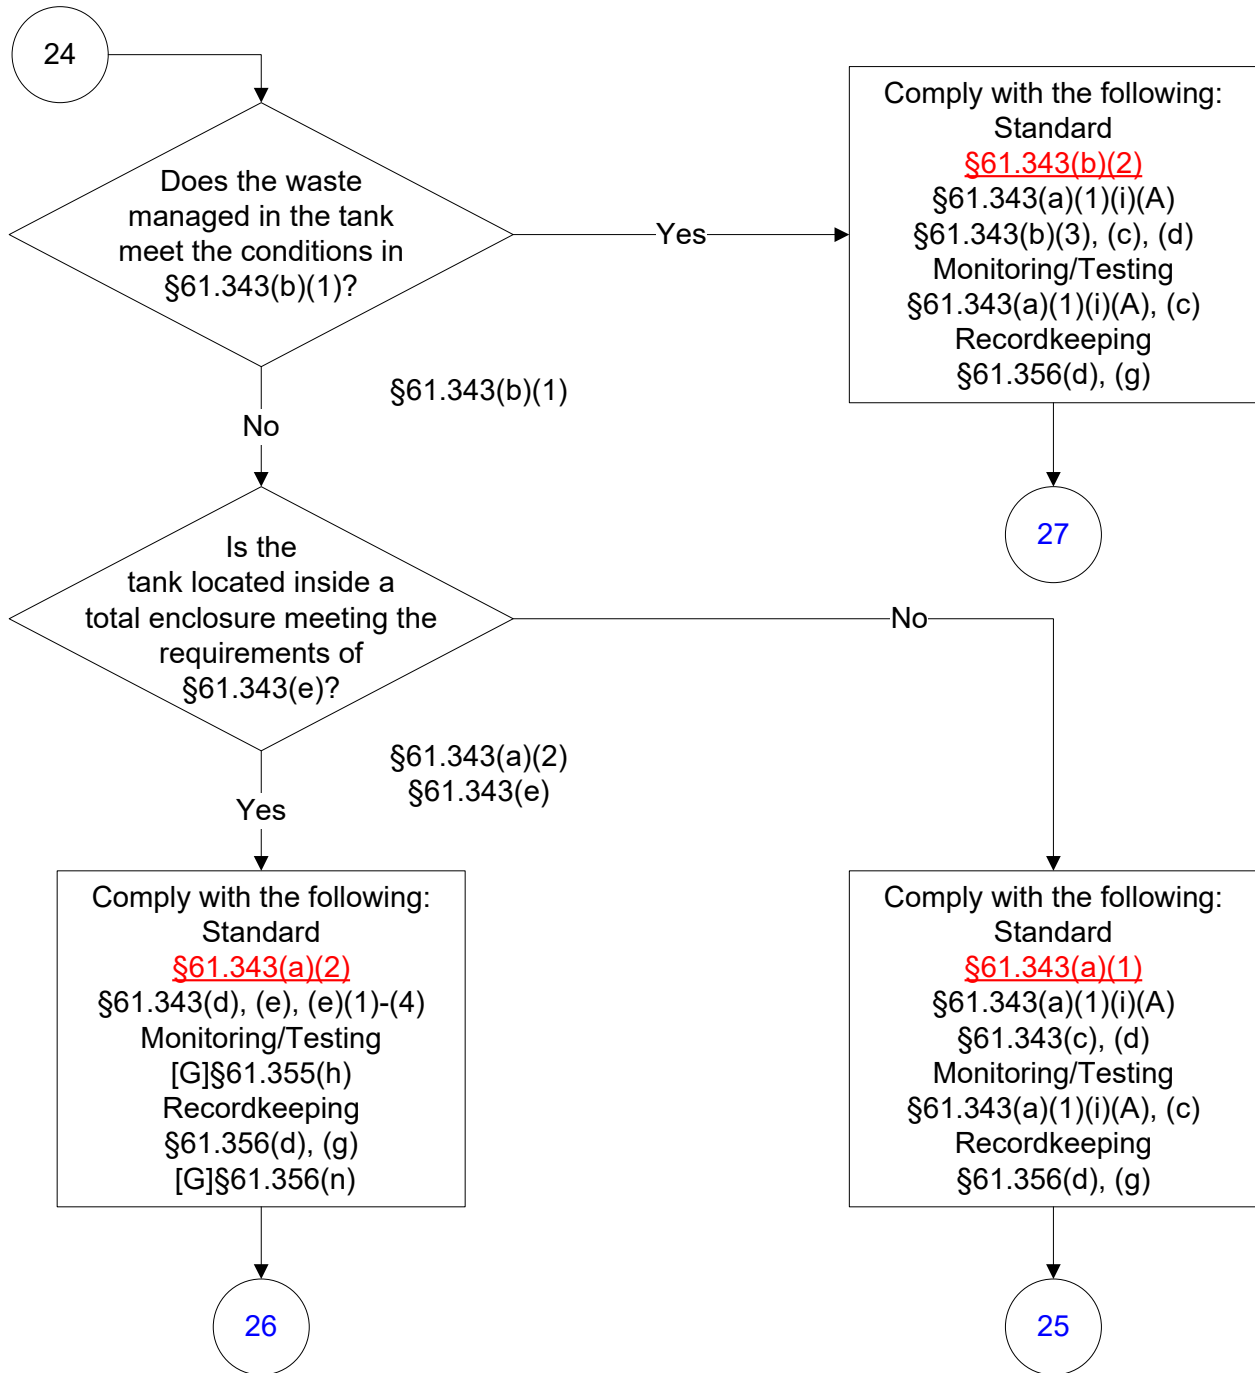 24
Does the waste
managed in the tank
meet the conditions in
§61.343(b)(1)?
Yes
Comply with the following:
Standard
§61.343(b)(2)
§61.343(a)(1)(i)(A)
§61.343(b)(3), (c), (d)
Monitoring/Testing
§61.343(a)(1)(i)(A), (c)
Recordkeeping
§61.356(d), (g)
27
§61.343(b)(1)
No
Is the
tank located inside a
total enclosure meeting the
requirements of
§61.343(e)?
No
§61.343(a)(2)
§61.343(e)
Yes
Comply with the following:
Standard
§61.343(a)(2)
§61.343(d), (e), (e)(1)-(4)
Monitoring/Testing
[G]§61.355(h)
Recordkeeping
§61.356(d), (g)
[G]§61.356(n)
26
Comply with the following:
Standard
§61.343(a)(1)
§61.343(a)(1)(i)(A)
§61.343(c), (d)
Monitoring/Testing
§61.343(a)(1)(i)(A), (c)
Recordkeeping
§61.356(d), (g)
25